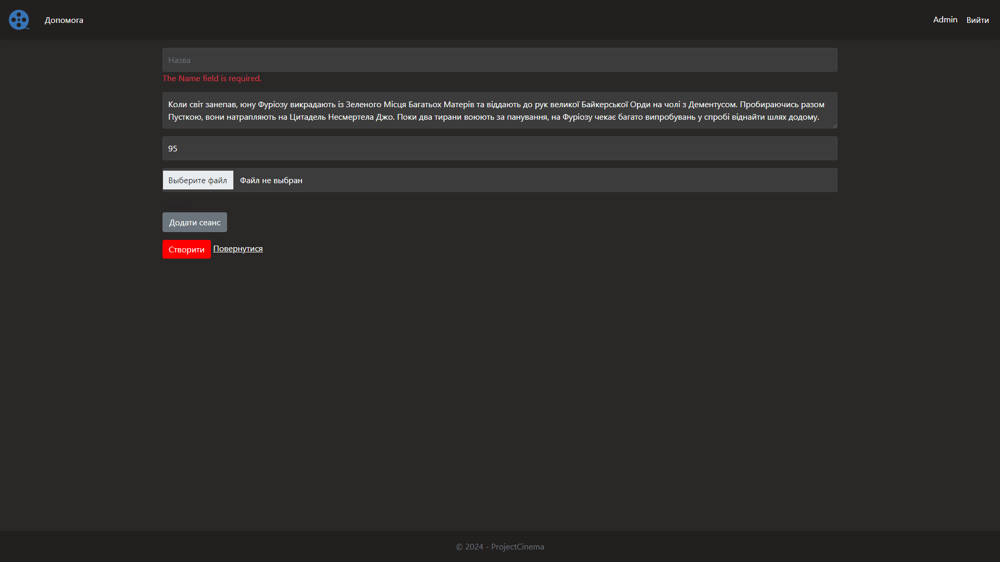 Допомога
Admin
Вийти
Назва
The Name field is required.
Коли світ занепав, юну Фуріозу викрадають із Зеленого Місця Багатьох Матерів та віддають до рук великої Байкерської Орди на чолі з Дементусом. Пробираючись разом
Пусткою, вони натрапляють на Цитадель Несмертела Джо. Поки два тирани воюють за панування, на Фуріозу чекає багато випробувань у спробі віднайти шлях додому.
95
Выберите файл Файл не выбран
Додати сеанс
Створити Повернутися
© 2024 - ProjectCinema